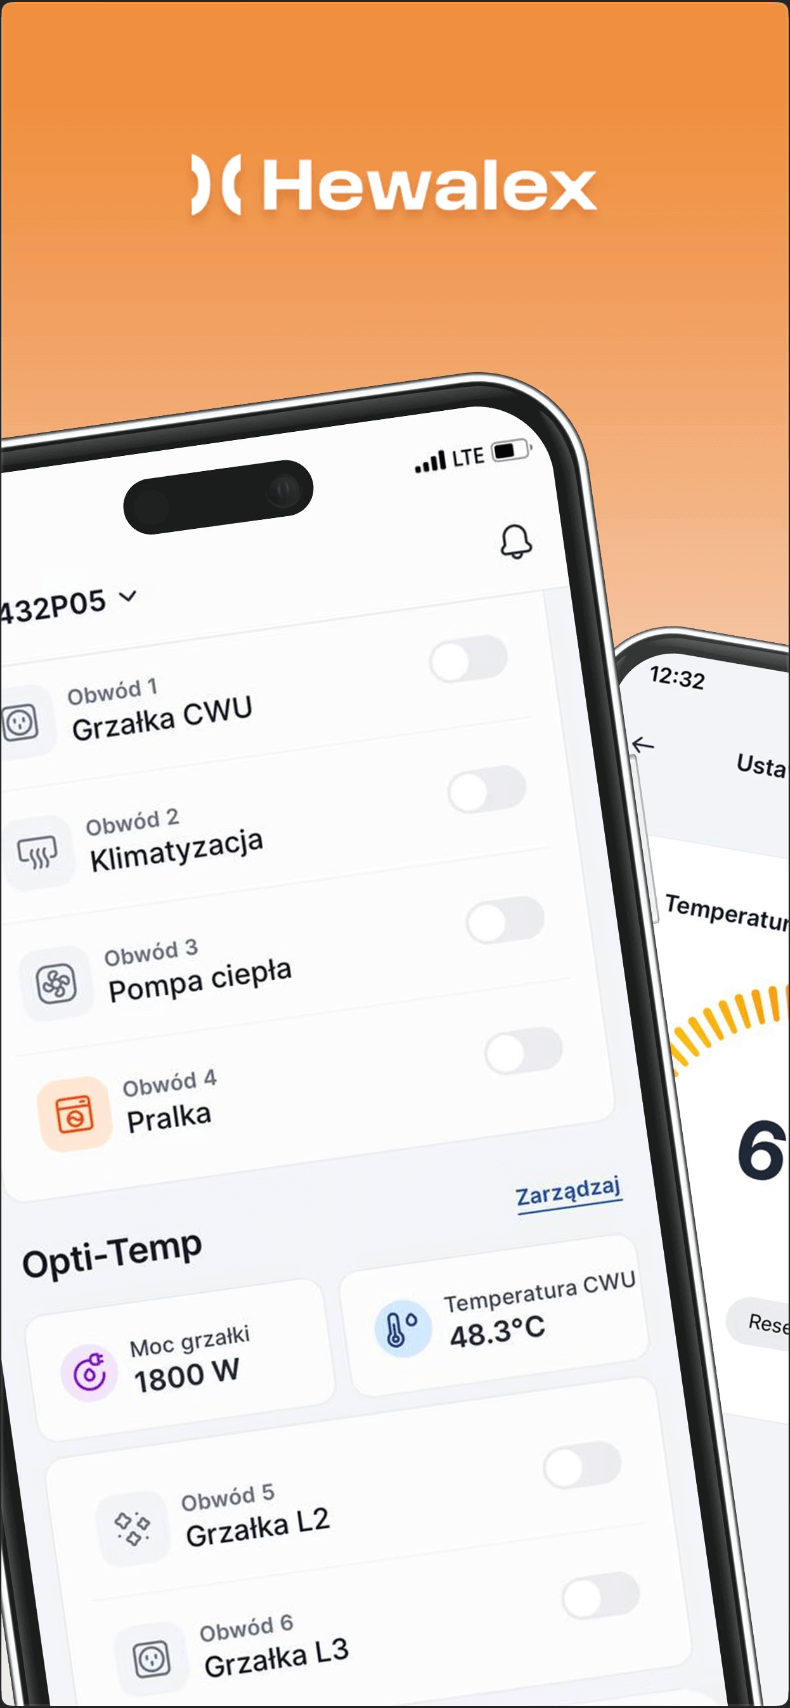 Hewalex
LTE
432P05
Obwód 1
Grzałka CWU
Obwód 2
Klimatyzacja
Obwód 3
Pompa ciepła
Obwód 4
Pralka
Zarządzaj
Opti-Temp
Moc grzałki
1800 W
Temperatura CWU
48.3°C
Obwód 5
Grzałka L2
Obwód 6
Grzałka L3
12:32
Usta
Temperatur
6
Rese